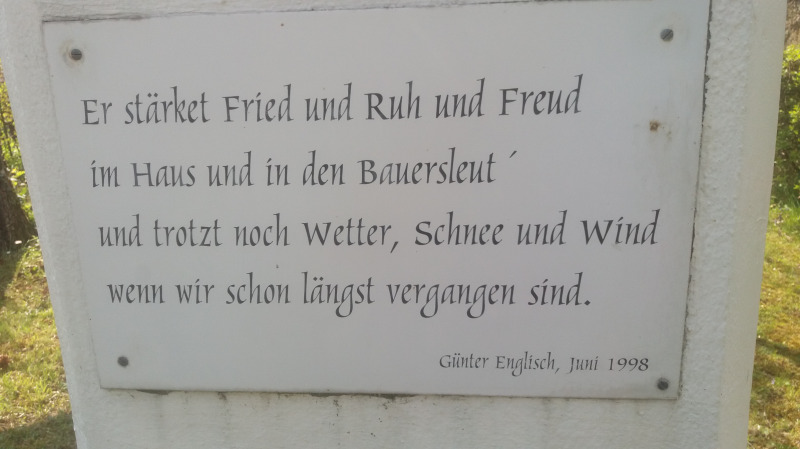 Er stärket Fried und Ruh und Freud
im Haus und in den Bauersleut´
und trotzt noch Wetter, Schnee und Wind
wenn wir schon längst vergangen sind.
Günter Englisch, Juni 1998